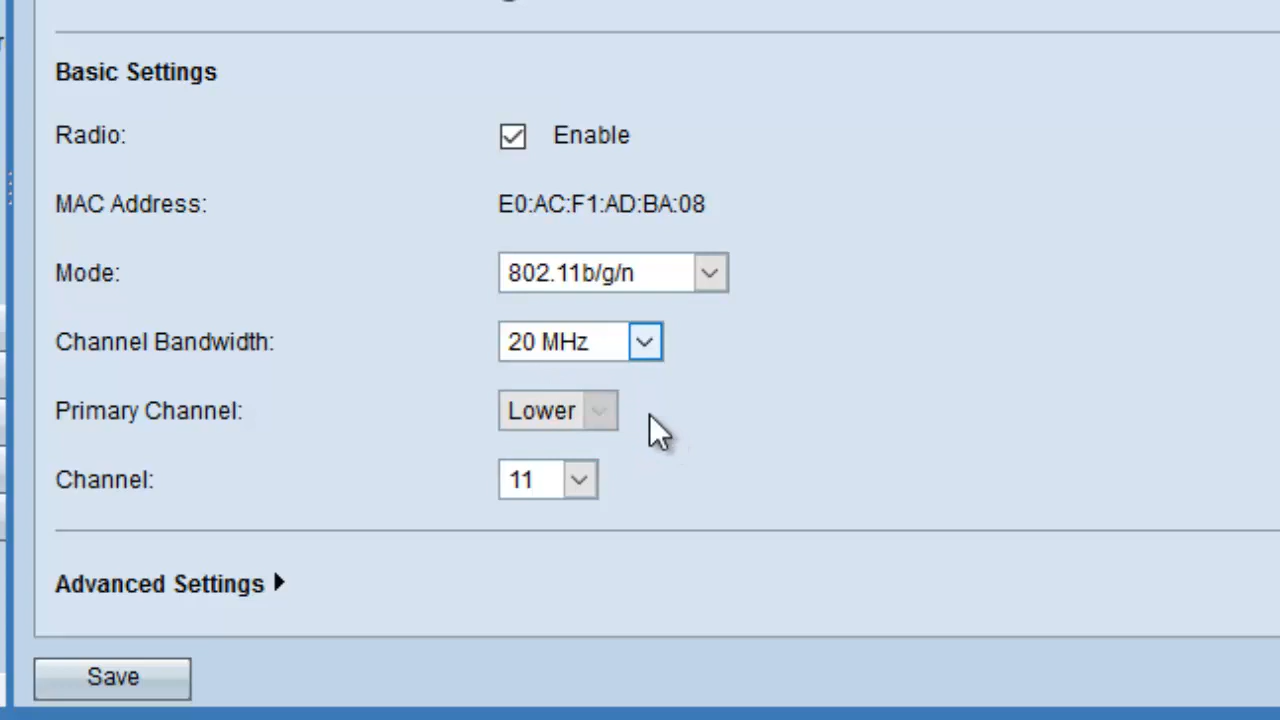 Basic Settings
Radio: Enable
MAC Address: E0:AC:F1:AD:BA:08
Mode: 802.11b/g/n
Channel Bandwidth: 20 MHz
Primary Channel: Lower
Channel: 11
Advanced Settings
Save